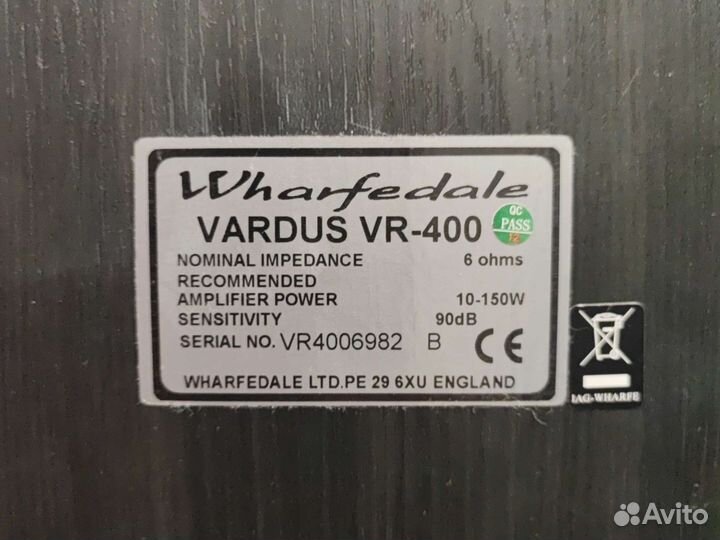 Wharfedale
VARDUS VR-400
QC
PASS
12
NOMINAL IMPEDANCE 6 ohms
RECOMMENDED
AMPLIFIER POWER 10-150W
SENSITIVITY 90dB
SERIAL NO. VR4006982 B CE
WHARFEDALE LTD.PE 29 6XU ENGLAND
IAG-WHARFE
Avito